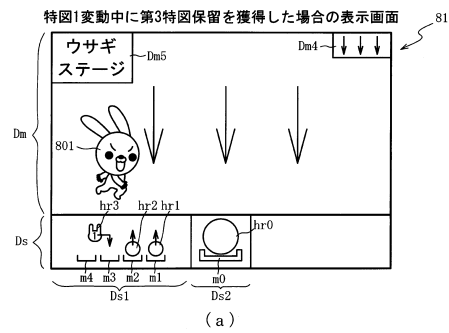 特図1変動中に第3特図保留を獲得した場合の表示画面
81
ウサギ
ステージ
Dm5
Dm4
Dm
801
hr3
hr2
hr1
hr0
Ds
m4
m3
m2
m1
m0
Ds1
Ds2
(a)